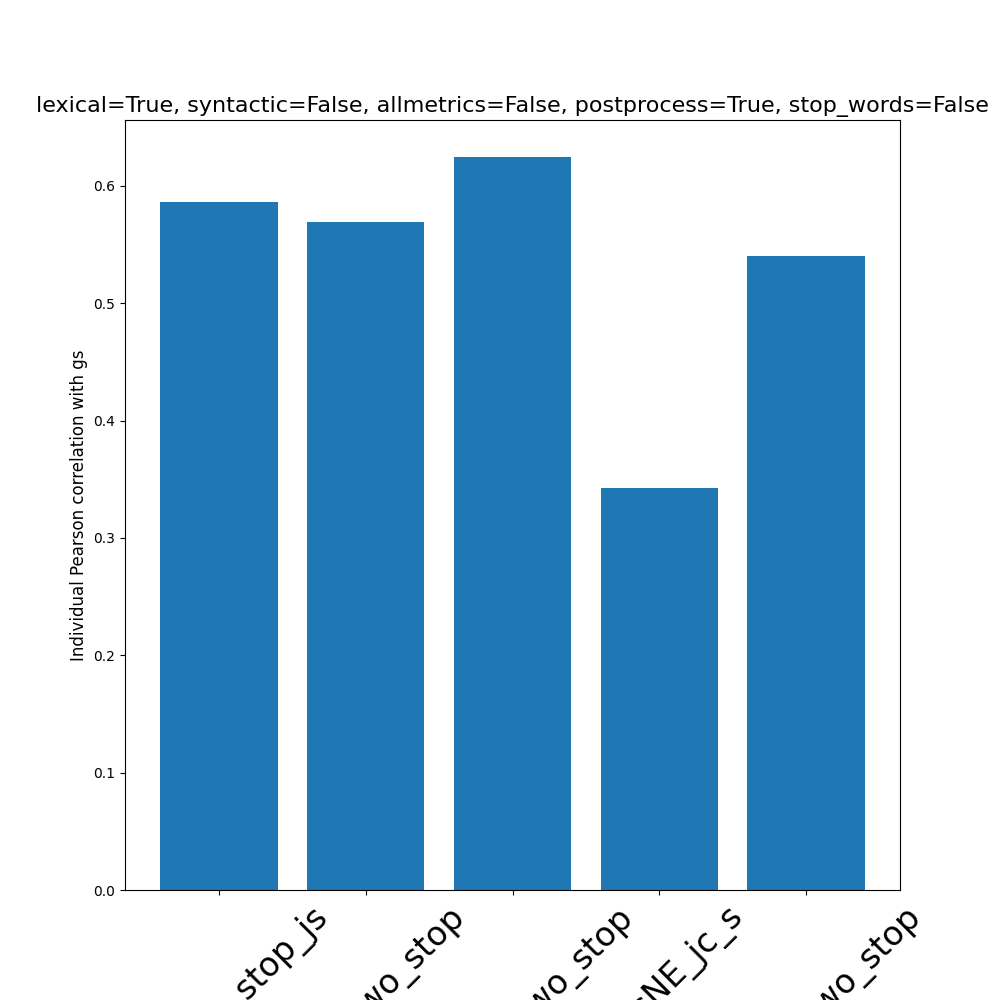 lexical=True, syntactic=False, allmetrics=False, postprocess=True, stop_words=False
Individual Pearson correlation with gs
0.6
0.5
0.4
0.3
0.2
0.1
0.0
stop_js
wo_stop
wo_stop
sNE_jc_s
wo_stop